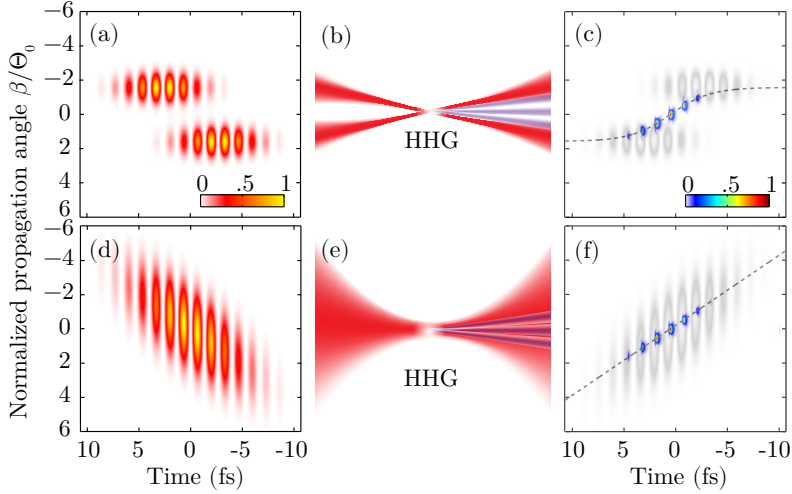 Normalized propagation angle β/Θ₀
(a)
−6
−4
−2
0
2
4
6
0 .5 1
(b)
HHG
(c)
0 .5 1
(d)
−4
−2
0
2
4
6
10 5 0 -5 -10
Time (fs)
(e)
HHG
(f)
10 5 0 -5 -10
Time (fs)